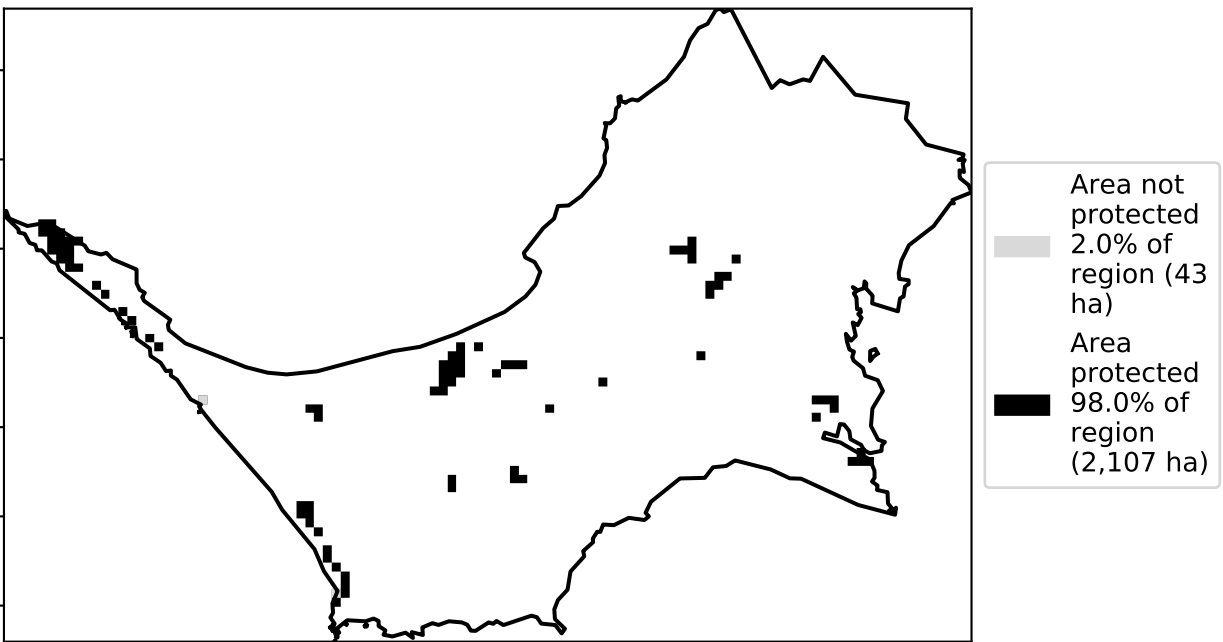 Area not
protected
2.0% of
region (43
ha)
Area
protected
98.0% of
region
(2,107 ha)